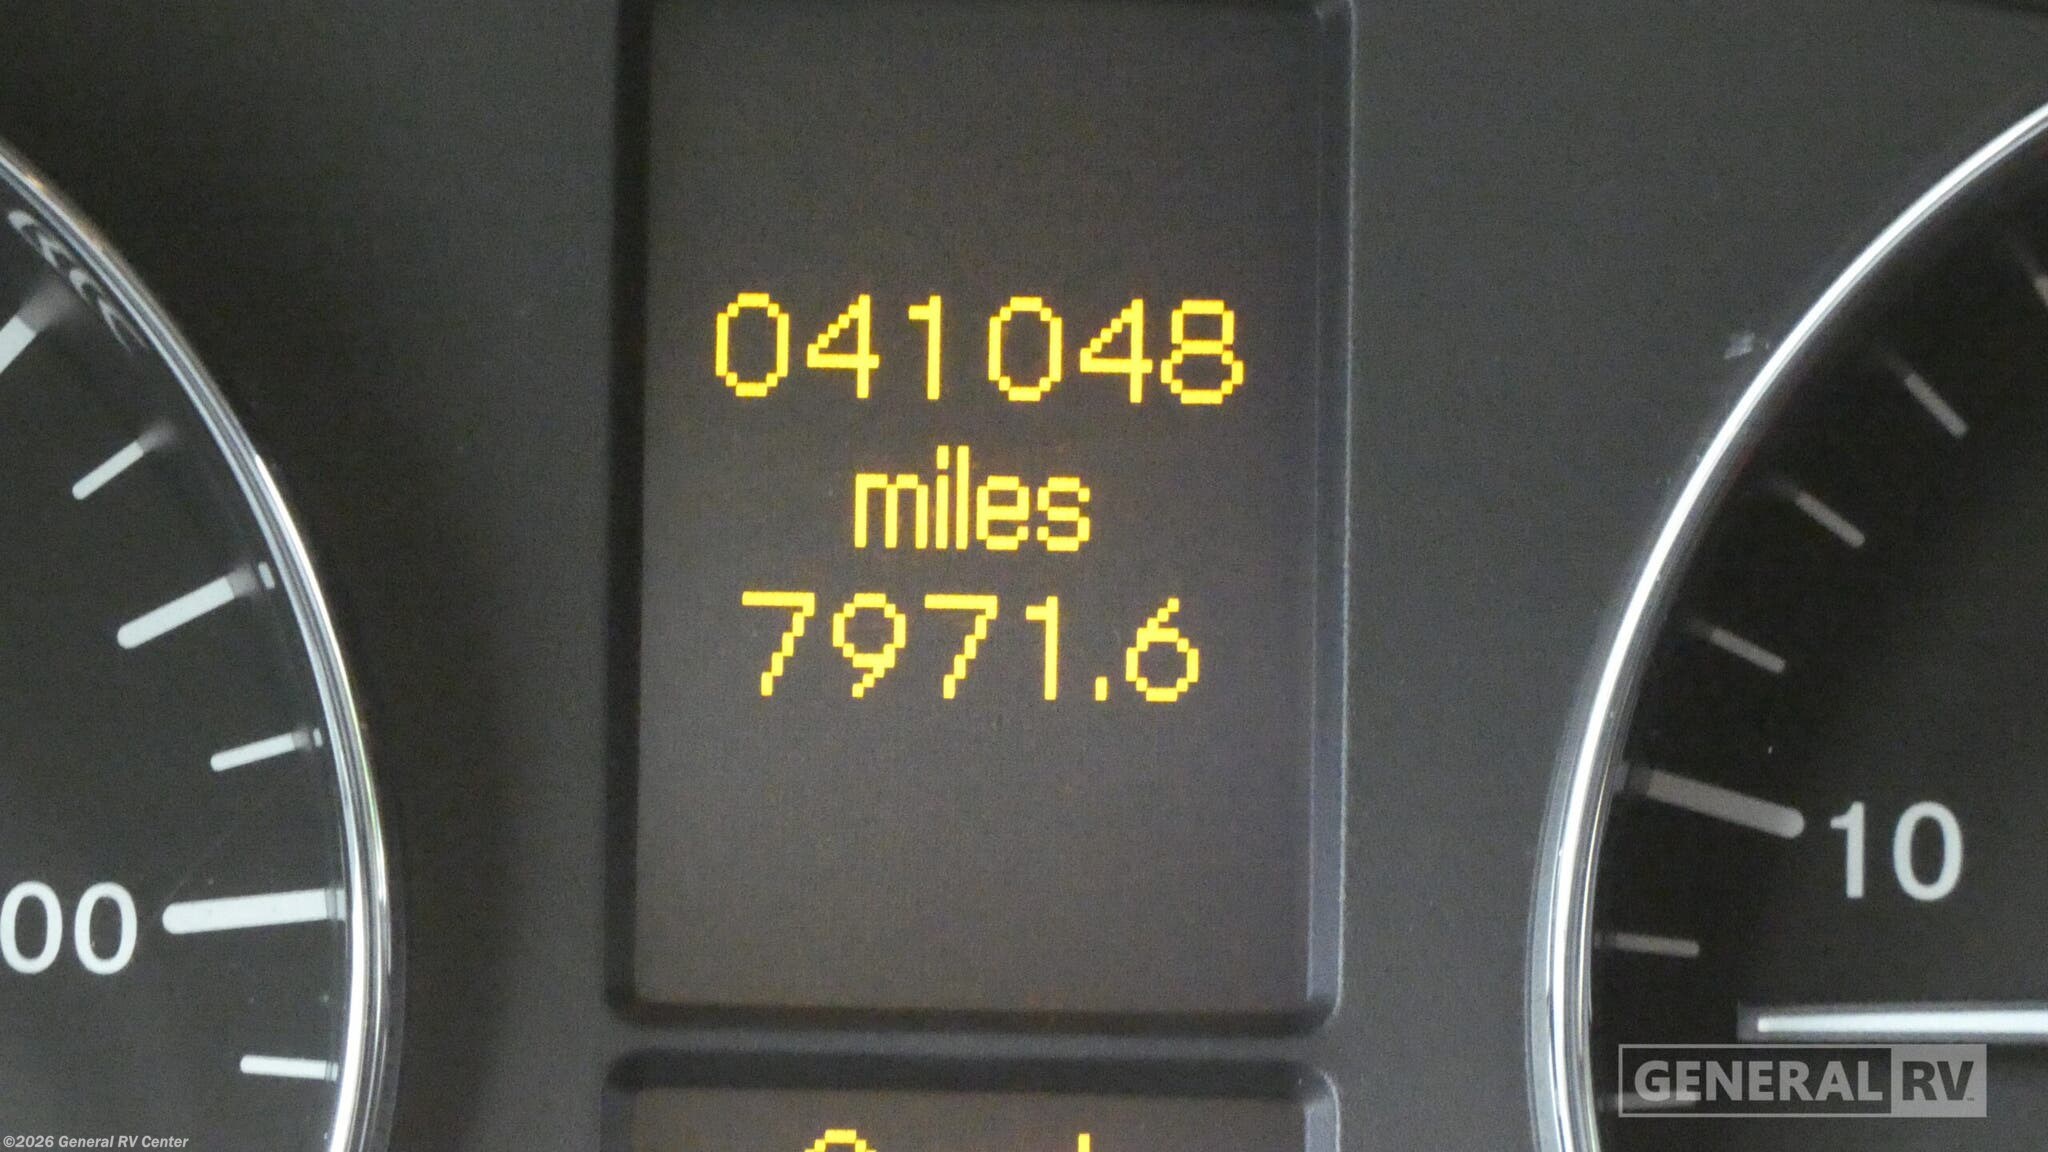 041048
miles
7971.6
00
10
GENERAL RV
©2026 General RV Center